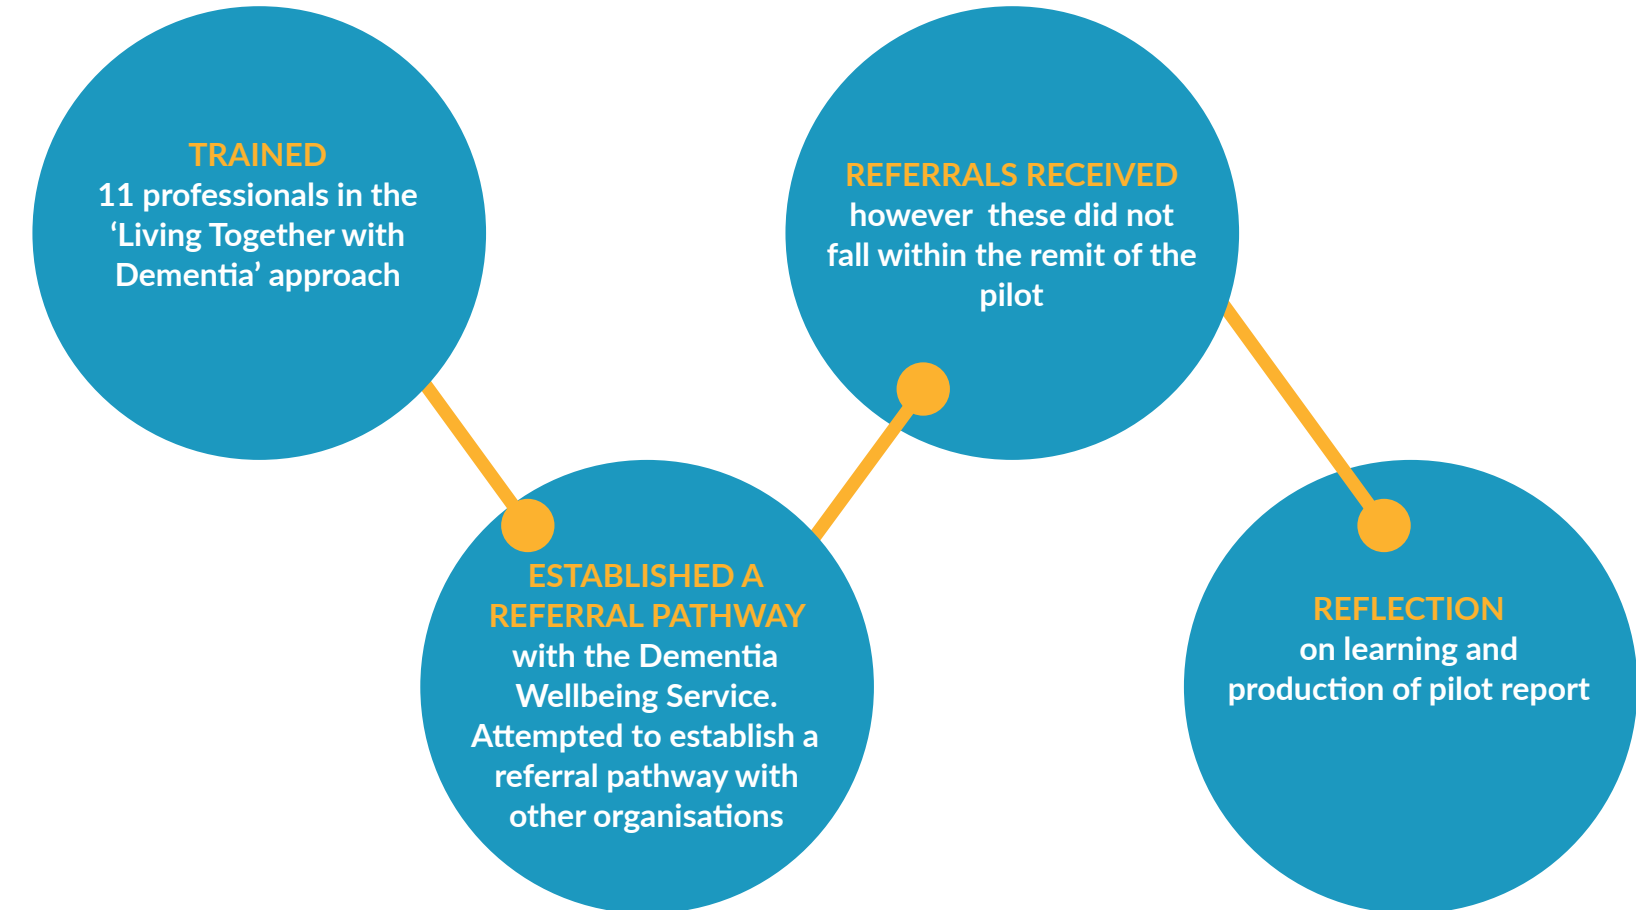 TRAINED
11 professionals in the
‘Living Together with
Dementia’ approach
ESTABLISHED A
REFERRAL PATHWAY
with the Dementia
Wellbeing Service.
Attempted to establish a
referral pathway with
other organisations
REFERRALS RECEIVED
however  these did not
fall within the remit of the
pilot
REFLECTION
on learning and
production of pilot report